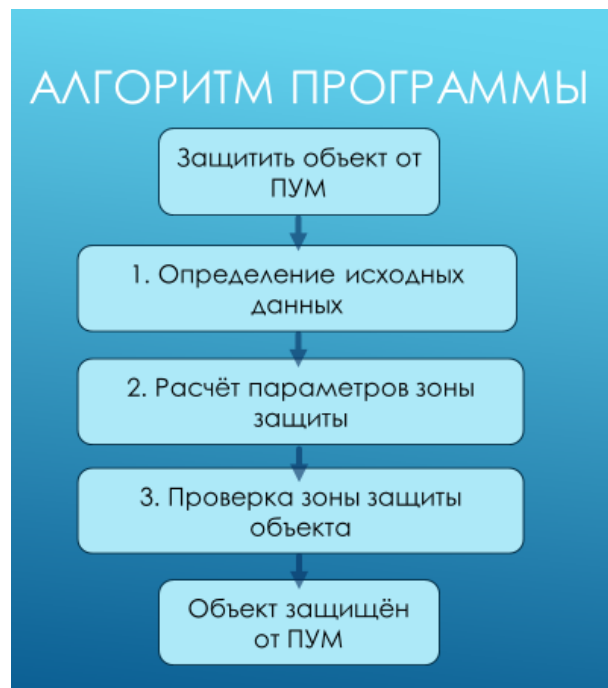 АЛГОРИТМ ПРОГРАММЫ
Защитить объект от
ПУМ
1. Определение исходных
данных
2. Расчёт параметров зоны
защиты
3. Проверка зоны защиты
объекта
Объект защищён
от ПУМ